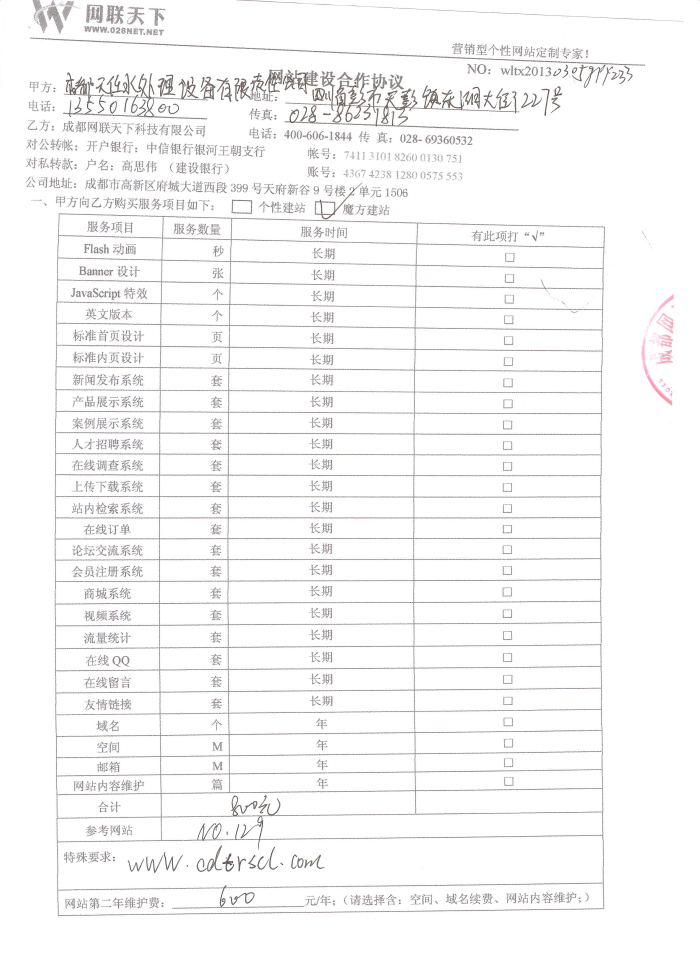 网联天下
WWW.028NET.NET
营销型个性网站定制专家！
NO: wltx2013
网站建设合作协议
甲方：水处理设备有限责任公司
地址：
电话：13550163800
传真：028-86237815
乙方：成都网联天下科技有限公司
电话：400-606-1844 传 真：028- 69360532
对公转帐：开户银行：中信银行银河王朝支行
帐号：7411 3101 8260 0130 751
对私转款：户名：高思伟 （建设银行）
账号：4367 4238 1280 0575 553
公司地址：成都市高新区府城大道西段 399 号天府新谷 9 号楼 2 单元 1506
一、甲方向乙方购买服务项目如下： □ 个性建站 ☑ 魔方建站
服务项目 服务数量 服务时间 有此项打“√”
Flash 动画 秒 长期 □
Banner 设计 张 长期 □
JavaScript 特效 个 长期 □
英文版本 个 长期 □
标准首页设计 页 长期 □
标准内页设计 页 长期 □
新闻发布系统 套 长期 □
产品展示系统 套 长期 □
案例展示系统 套 长期 □
人才招聘系统 套 长期 □
在线调查系统 套 长期 □
上传下载系统 套 长期 □
站内检索系统 套 长期 □
在线订单 套 长期 □
论坛交流系统 套 长期 □
会员注册系统 套 长期 □
商城系统 套 长期 □
视频系统 套 长期 □
流量统计 套 长期 □
在线 QQ 套 长期 □
在线留言 套 长期 □
友情链接 套 长期 □
域名 个 年 □
空间 M 年 □
邮箱 M 年 □
网站内容维护 篇 年 □
合计 800元
参考网站 NO.129
特殊要求：www.cdtrscl.com
网站第二年维护费：600 元/年；（请选择含：空间、域名续费、网站内容维护；）